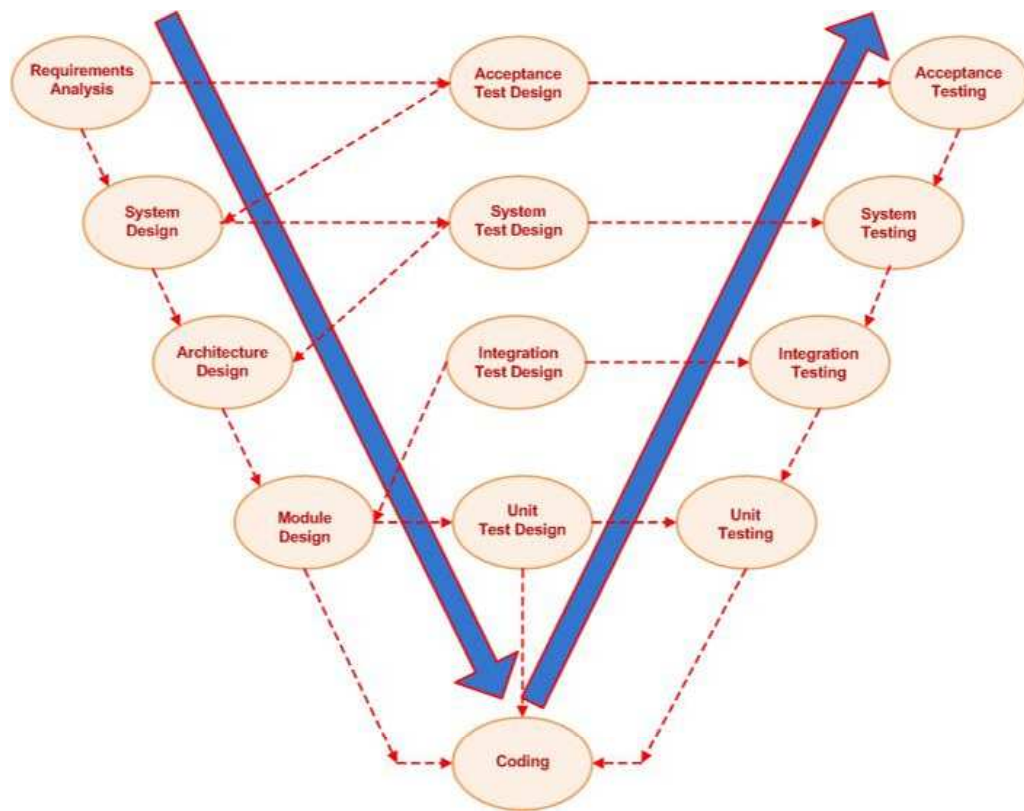 Requirements
Analysis
Acceptance
Test Design
Acceptance
Testing
System
Design
System
Test Design
System
Testing
Architecture
Design
Integration
Test Design
Integration
Testing
Module
Design
Unit
Test Design
Unit
Testing
Coding